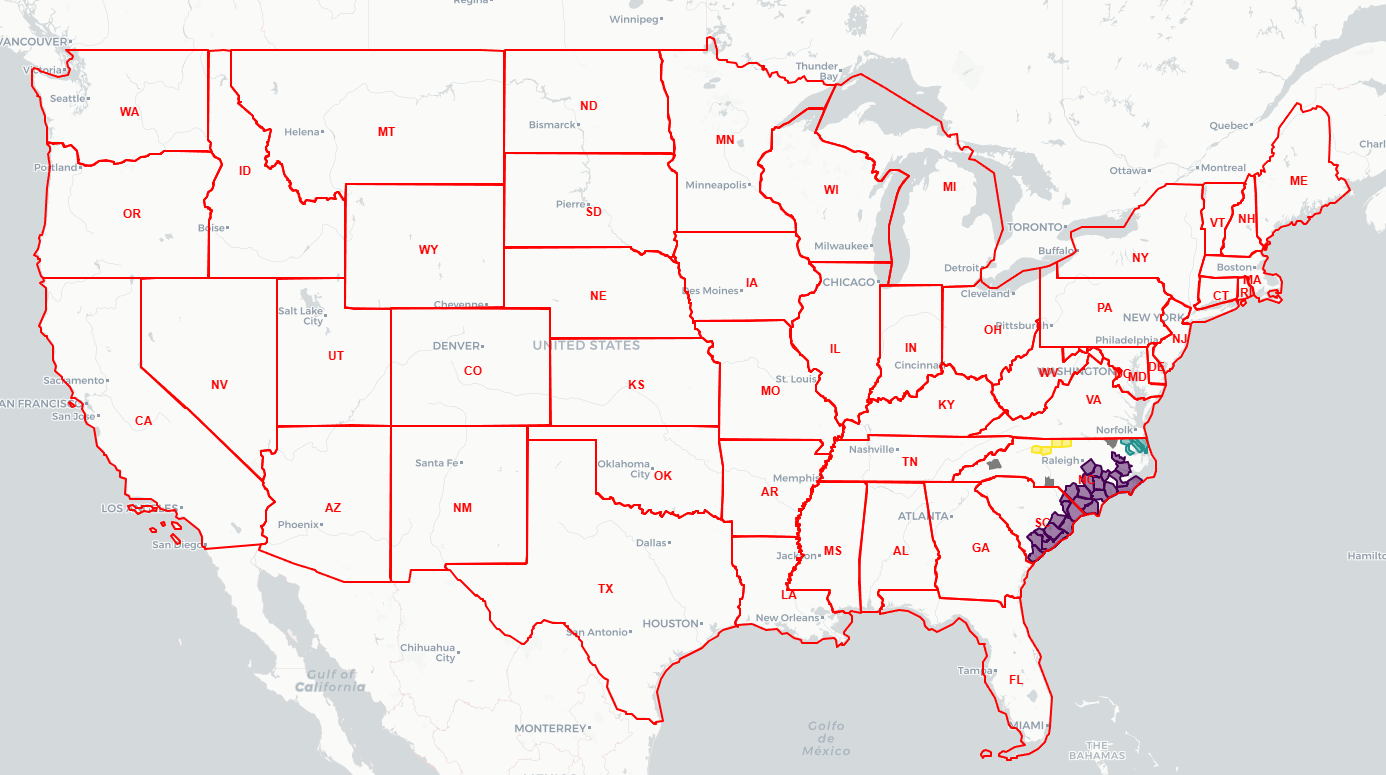 Regina
Winnipeg
VANCOUVER
Victoria
Thunder
Bay
Seattle
WA
ND
MT
Helena
Bismarck
MN
Quebec
Portland
ID
Ottawa
Montreal
ME
Minneapolis
WI
MI
OR
Pierre
SD
VT
NH
Boise
TORONTO
WY
Milwaukee
Buffalo
NY
Detroit
Boston
IA
CHICAGO
MA
Des Moines
NE
Cleveland
CT
RI
Cheyenne
Salt Lake
City
PA
NEW YORK
OH
Pittsburgh
UNITED STATES
DENVER
IL
IN
Philadelphia
NJ
UT
Cincinnati
DE
CO
WV
WASHINGTON
DC
MD
Sacramento
NV
KS
St. Louis
MO
SAN FRANCISCO
San Jose
KY
VA
CA
Norfolk
Nashville
Santa Fe
Oklahoma
City
OK
TN
Raleigh
Memphis
NC
AR
LOS ANGELES
AZ
NM
ATLANTA
SC
Phoenix
San Diego
Dallas
Jackson
MS
AL
GA
TX
LA
HOUSTON
New Orleans
San Antonio
Chihuahua
City
Tampa
FL
Gulf of
California
MONTERREY
Golfo
de
México
MIAMI
THE
BAHAMAS